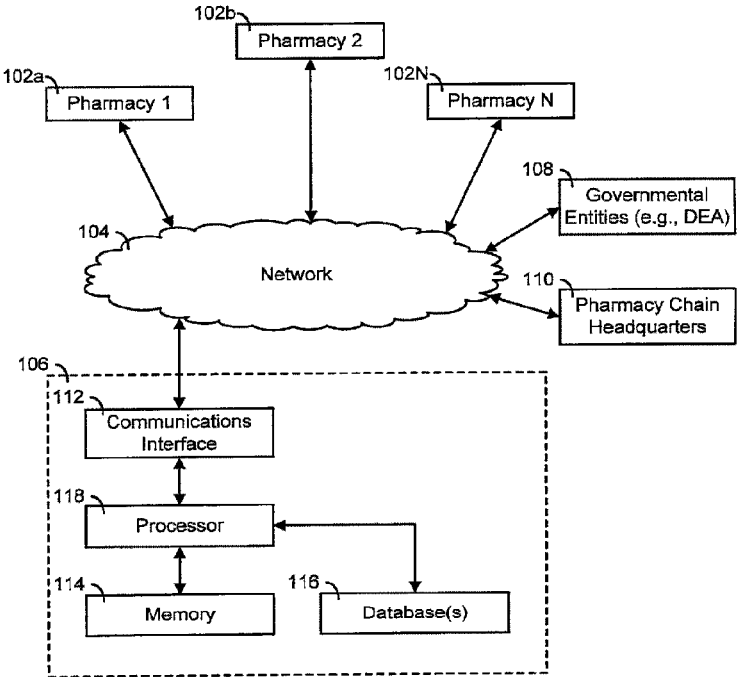 102b
Pharmacy 2
102a
Pharmacy 1
102N
Pharmacy N
108
Governmental
Entities (e.g., DEA)
104
Network
110
Pharmacy Chain
Headquarters
106
112
Communications
Interface
118
Processor
114
Memory
116
Database(s)